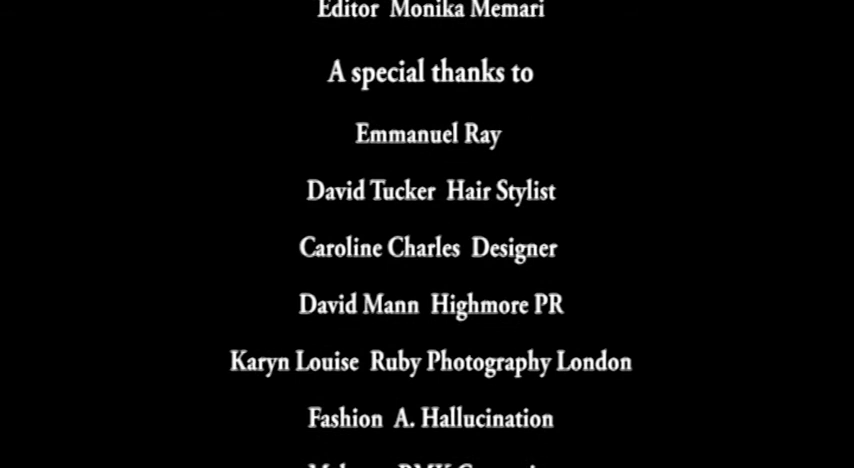 Editor Monika Memari
A special thanks to
Emmanuel Ray
David Tucker Hair Stylist
Caroline Charles Designer
David Mann Highmore PR
Karyn Louise Ruby Photography London
Fashion A. Hallucination